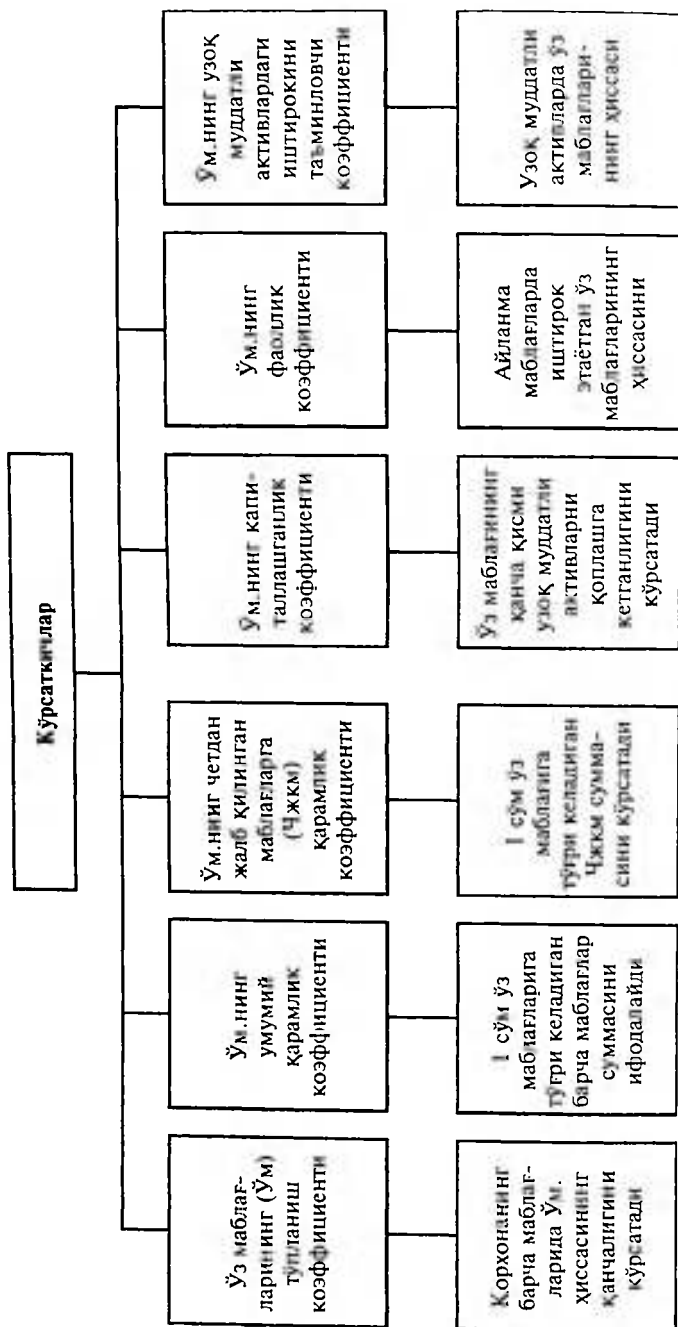 Кўрсаткичлар
Ўз маблағ-
ларининг (Ўм)
тўпланиш
коэффициенти
Ўм.нинг
умумий
қарамлик
коэффициенти
Ўм.нинг четдан
жалб қилинган
маблағларга
(Чжкм)
қарамлик
коэффициенти
Ўм.нинг капи-
таллашганлик
коэффициенти
Ўм.нинг
фаоллик
коэффициенти
Ўм.нинг узоқ
муддатли
активлардаги
иштирокини
таъминловчи
коэффициенти
Корхонанинг
барча маблағ-
ларида Ўм.
ҳиссасининг
қанчалигини
кўрсатади
1 сўм ўз
маблағларига
тўғри келадиган
барча маблағлар
суммасини
ифодалайди
1 сўм ўз
маблағига
тўғри келадиган
Чжкм сумма-
сини кўрсатади
Ўз маблағининг
қанча қисми
узоқ муддатли
активларни
қоплашга
кетганлигини
кўрсатади
Айланма
маблағларда
иштирок
этаётган ўз
маблағларининг
ҳиссасини
Узоқ муддатли
активларда ўз
маблағлари-
нинг ҳиссаси